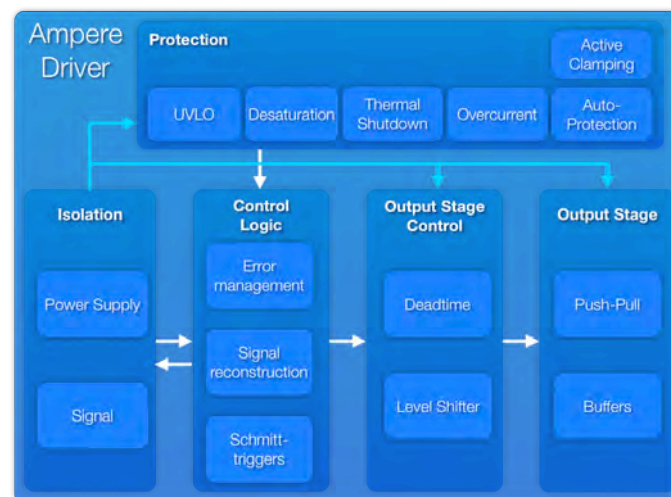 Ampere
Driver
Protection
Active
Clamping
UVLO
Desaturation
Thermal
Shutdown
Overcurrent
Auto-
Protection
Isolation
Power Supply
Signal
Control
Logic
Error
management
Signal
reconstruction
Schmitt-
triggers
Output Stage
Control
Deadtime
Level Shifter
Output Stage
Push-Pull
Buffers